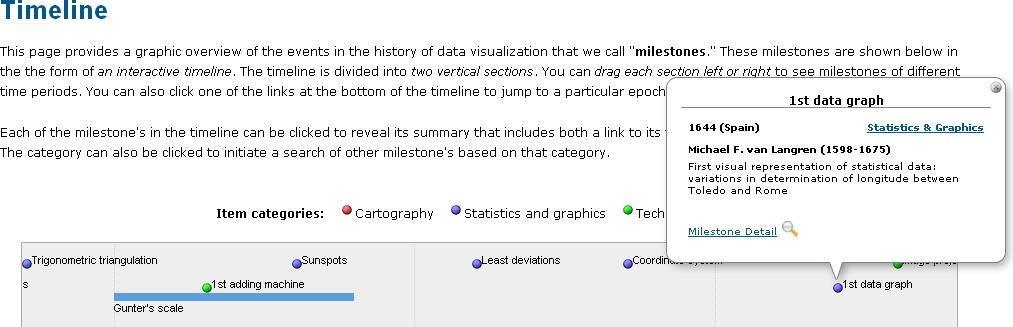 Timeline
This page provides a graphic overview of the events in the history of data visualization that we call "milestones." These milestones are shown below in
the the form of an interactive timeline. The timeline is divided into two vertical sections. You can drag each section left or right to see milestones of different
time periods. You can also click one of the links at the bottom of the timeline to jump to a particular epoch
Each of the milestone's in the timeline can be clicked to reveal its summary that includes both a link to its
The category can also be clicked to initiate a search of other milestone's based on that category.
1st data graph
1644 (Spain) Statistics & Graphics
Michael F. van Langren (1598-1675)
First visual representation of statistical data:
variations in determination of longitude between
Toledo and Rome
Milestone Detail
Item categories: Cartography Statistics and graphics Tech
Trigonometric triangulation Sunspots Least deviations
s 1st adding machine 1st data graph
Gunter's scale